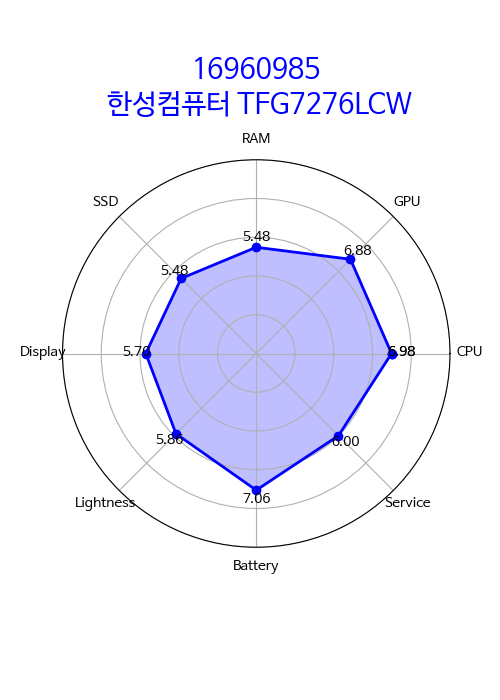 16960985
한성컴퓨터 TFG7276LCW
RAM
SSD
GPU
5.48
5.48
6.88
Display
5.70
6.98
CPU
5.86
6.00
Lightness
7.06
Service
Battery